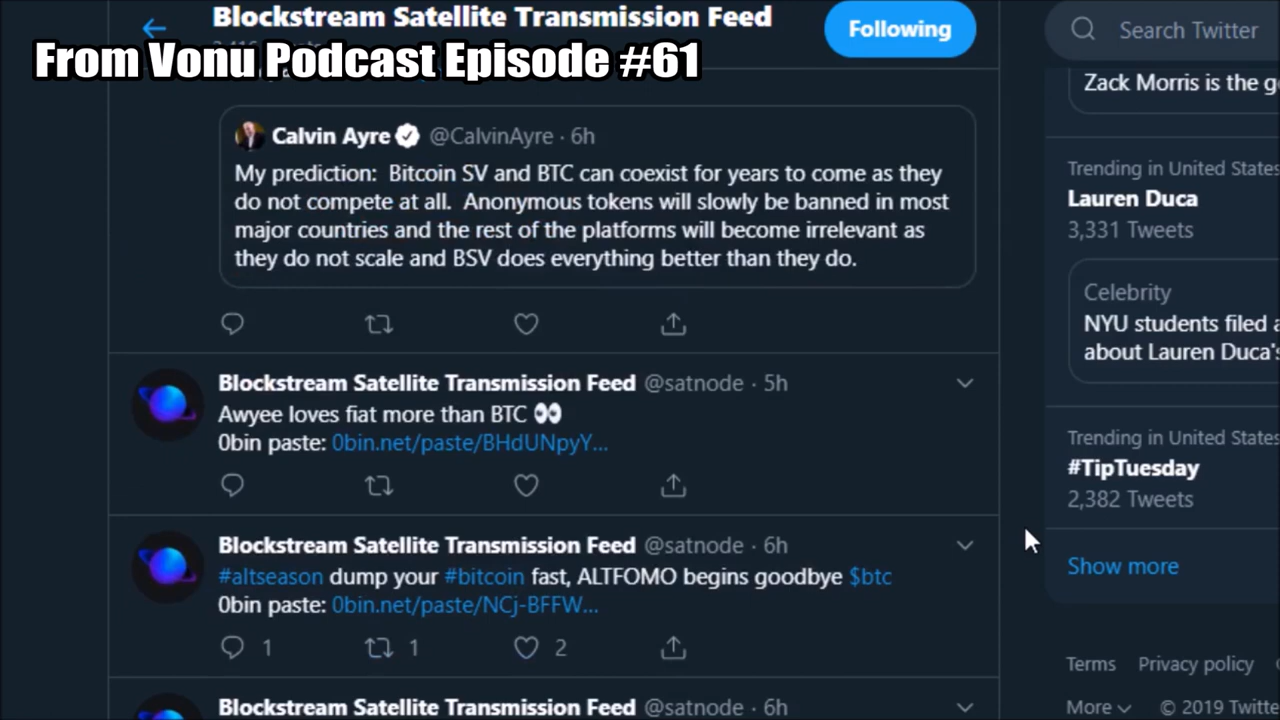 Blockstream Satellite Transmission Feed
Following
Search Twitter
From Vonu Podcast Episode #61
Calvin Ayre @CalvinAyre · 6h
My prediction: Bitcoin SV and BTC can coexist for years to come as they
do not compete at all. Anonymous tokens will slowly be banned in most
major countries and the rest of the platforms will become irrelevant as
they do not scale and BSV does everything better than they do.
Blockstream Satellite Transmission Feed @satnode · 5h
Awyee loves fiat more than BTC 👀
0bin paste: 0bin.net/paste/BHdUNpyY...
Blockstream Satellite Transmission Feed @satnode · 6h
#altseason dump your #bitcoin fast, ALTFOMO begins goodbye $btc
0bin paste: 0bin.net/paste/NCj-BFFW...
1 1 2
Blockstream Satellite Transmission Feed @satnode · 6h
Zack Morris is the g
Trending in United States
Lauren Duca
3,331 Tweets
Celebrity
NYU students filed a
about Lauren Duca's
Trending in United States
#TipTuesday
2,382 Tweets
Show more
Terms Privacy policy
More © 2019 Twitte